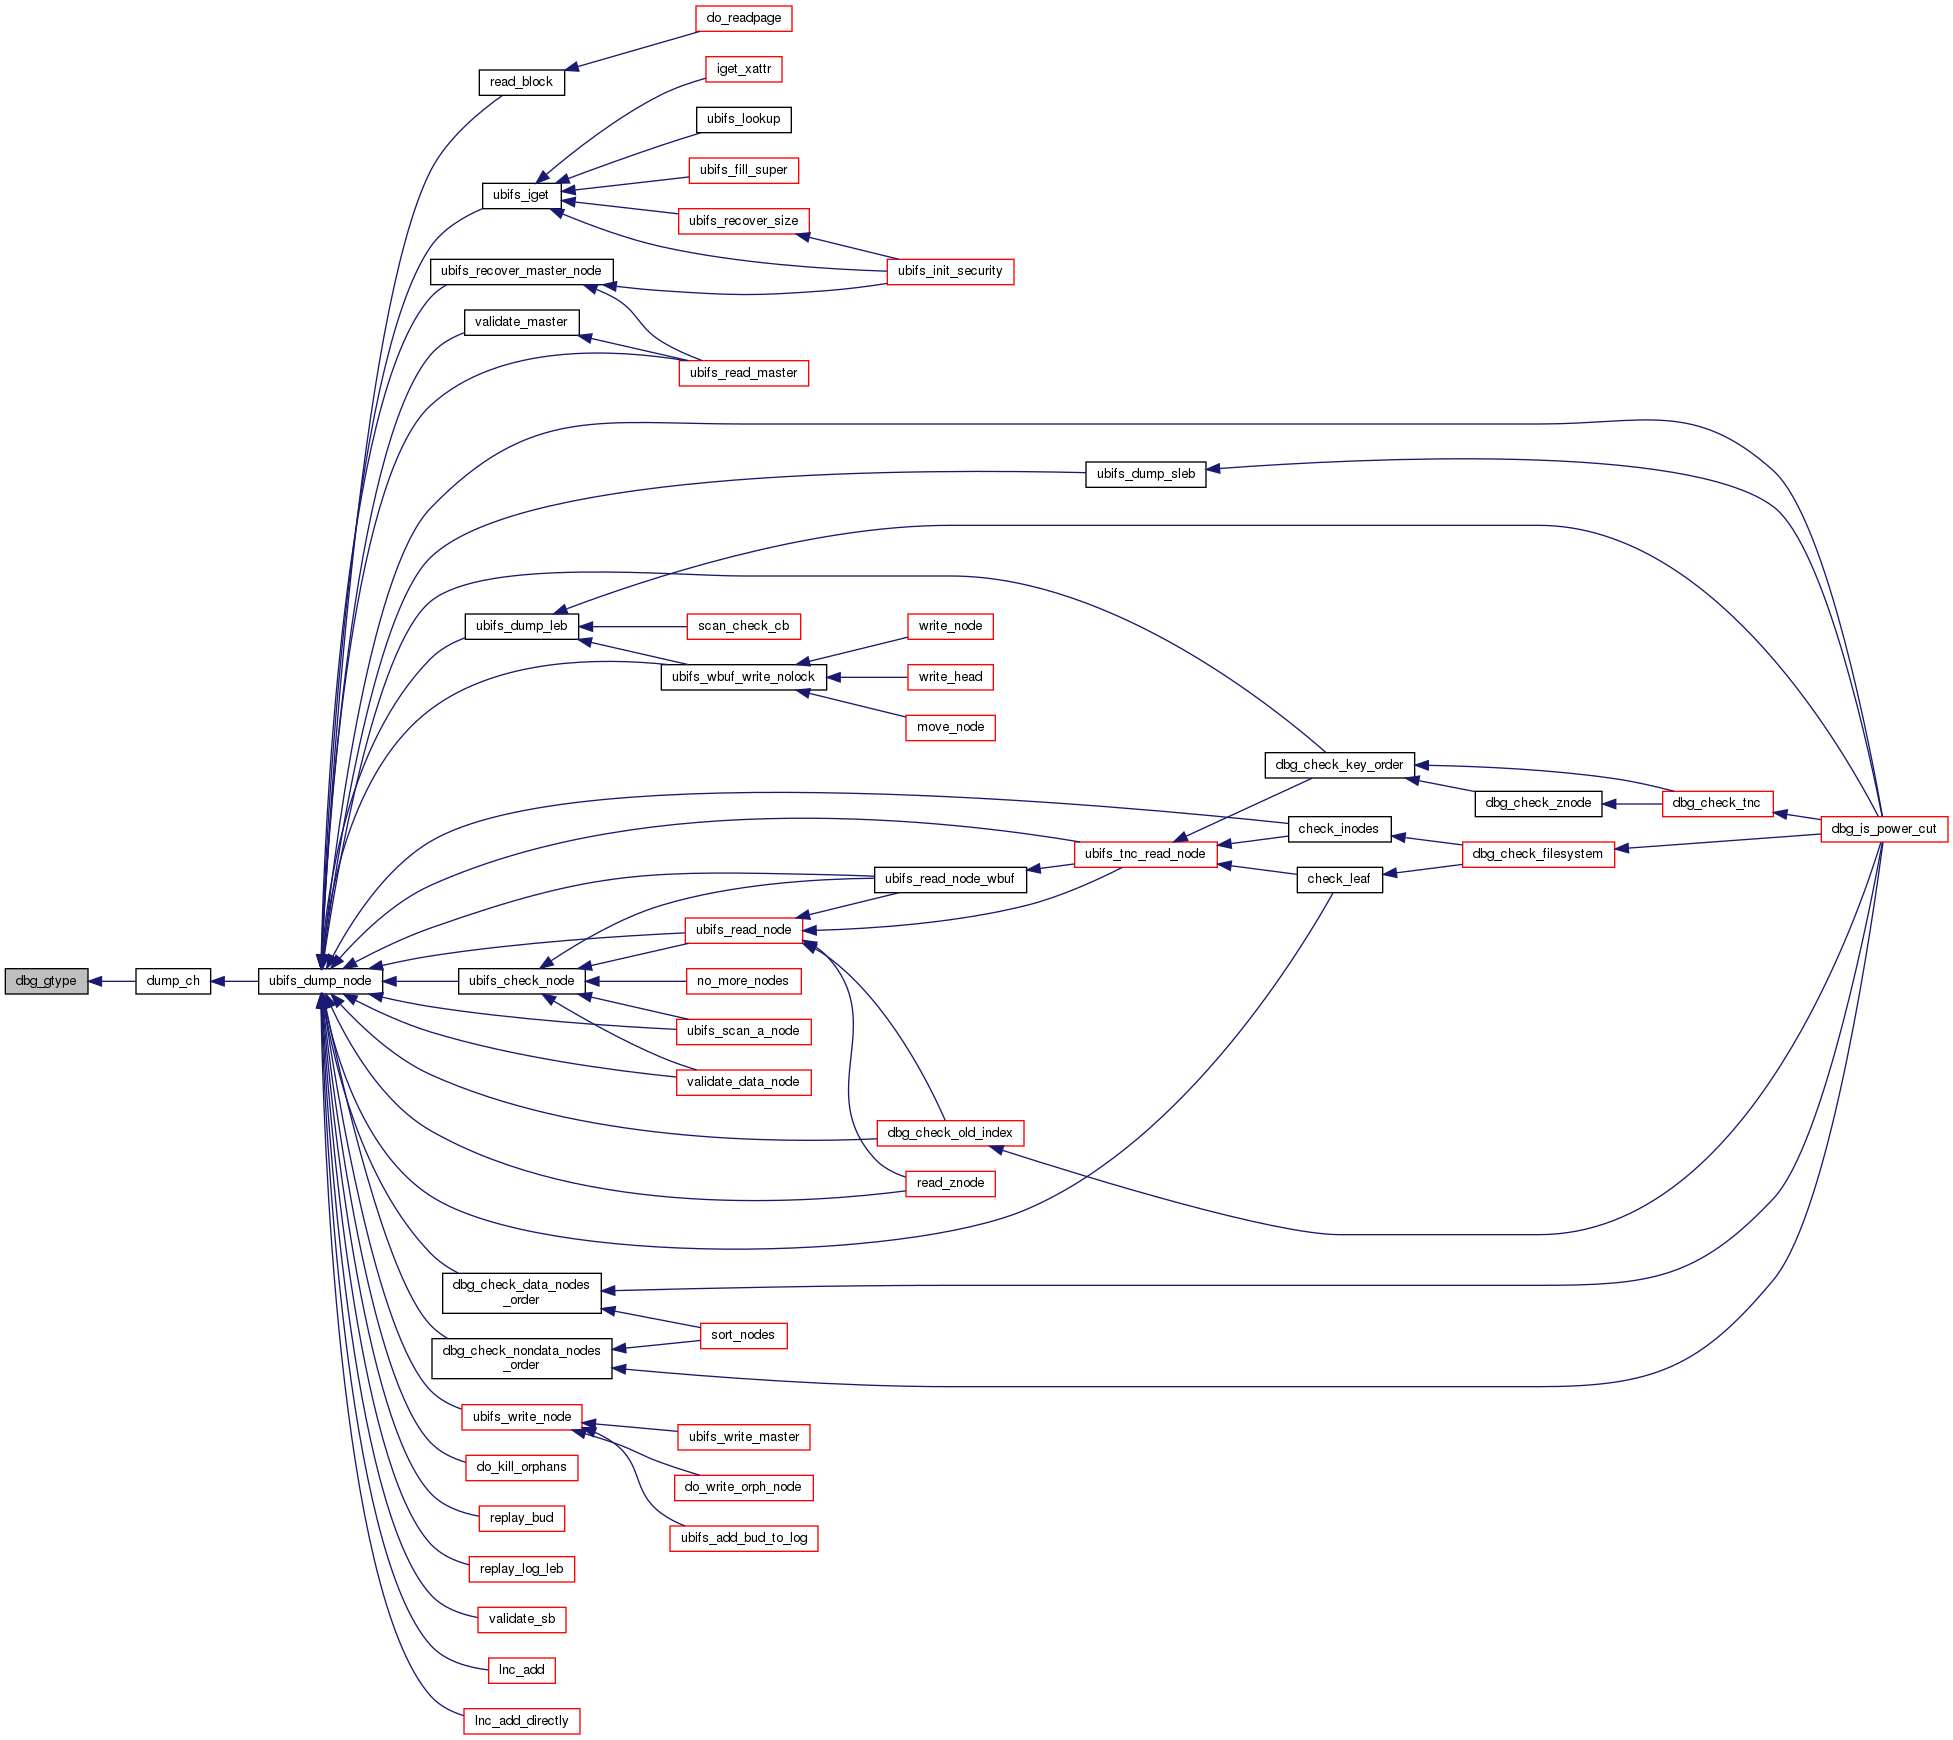 do_readpage
iget_xattr
read_block
ubifs_lookup
ubifs_fill_super
ubifs_iget
ubifs_recover_size
ubifs_recover_master_node
ubifs_init_security
validate_master
ubifs_read_master
ubifs_dump_sleb
ubifs_dump_leb
scan_check_cb
write_node
ubifs_wbuf_write_nolock
write_head
move_node
dbg_check_key_order
dbg_check_znode
dbg_check_tnc
check_inodes
dbg_is_power_cut
ubifs_tnc_read_node
dbg_check_filesystem
ubifs_read_node_wbuf
check_leaf
ubifs_read_node
dbg_gtype
dump_ch
ubifs_dump_node
ubifs_check_node
no_more_nodes
ubifs_scan_a_node
validate_data_node
dbg_check_old_index
read_znode
dbg_check_data_nodes
_order
sort_nodes
dbg_check_nondata_nodes
_order
ubifs_write_node
ubifs_write_master
do_kill_orphans
do_write_orph_node
replay_bud
ubifs_add_bud_to_log
replay_log_leb
validate_sb
lnc_add
lnc_add_directly